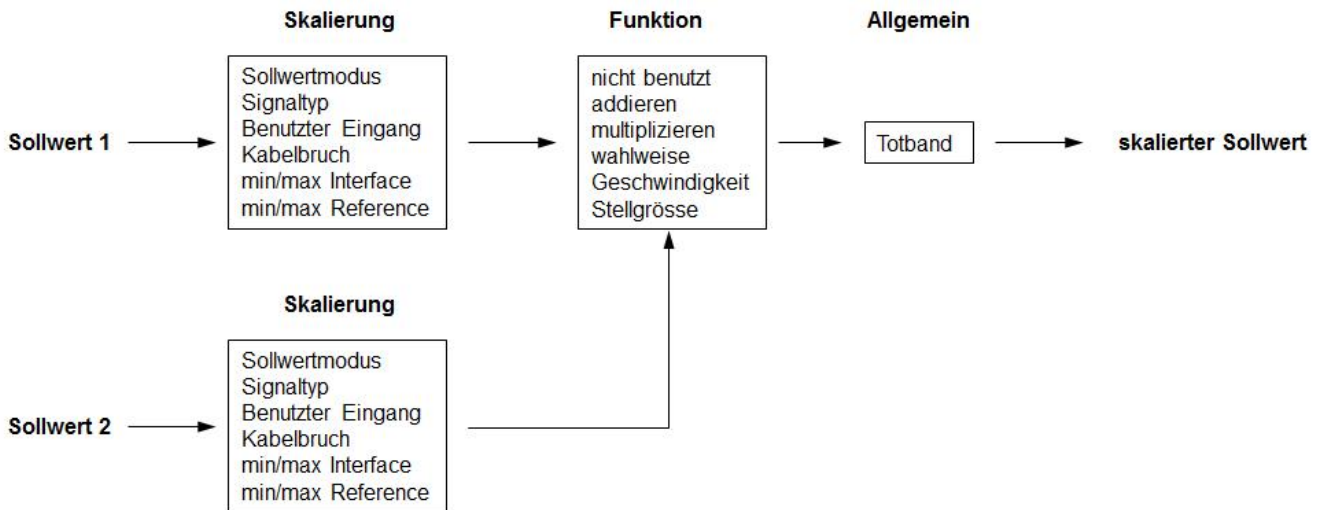 Skalierung
Funktion
Allgemein
Sollwert 1
Sollwertmodus
Signaltyp
Benutzter Eingang
Kabelbruch
min/max Interface
min/max Reference
nicht benutzt
addieren
multiplizieren
wahlweise
Geschwindigkeit
Stellgrösse
Totband
skalierter Sollwert
Skalierung
Sollwert 2
Sollwertmodus
Signaltyp
Benutzter Eingang
Kabelbruch
min/max Interface
min/max Reference